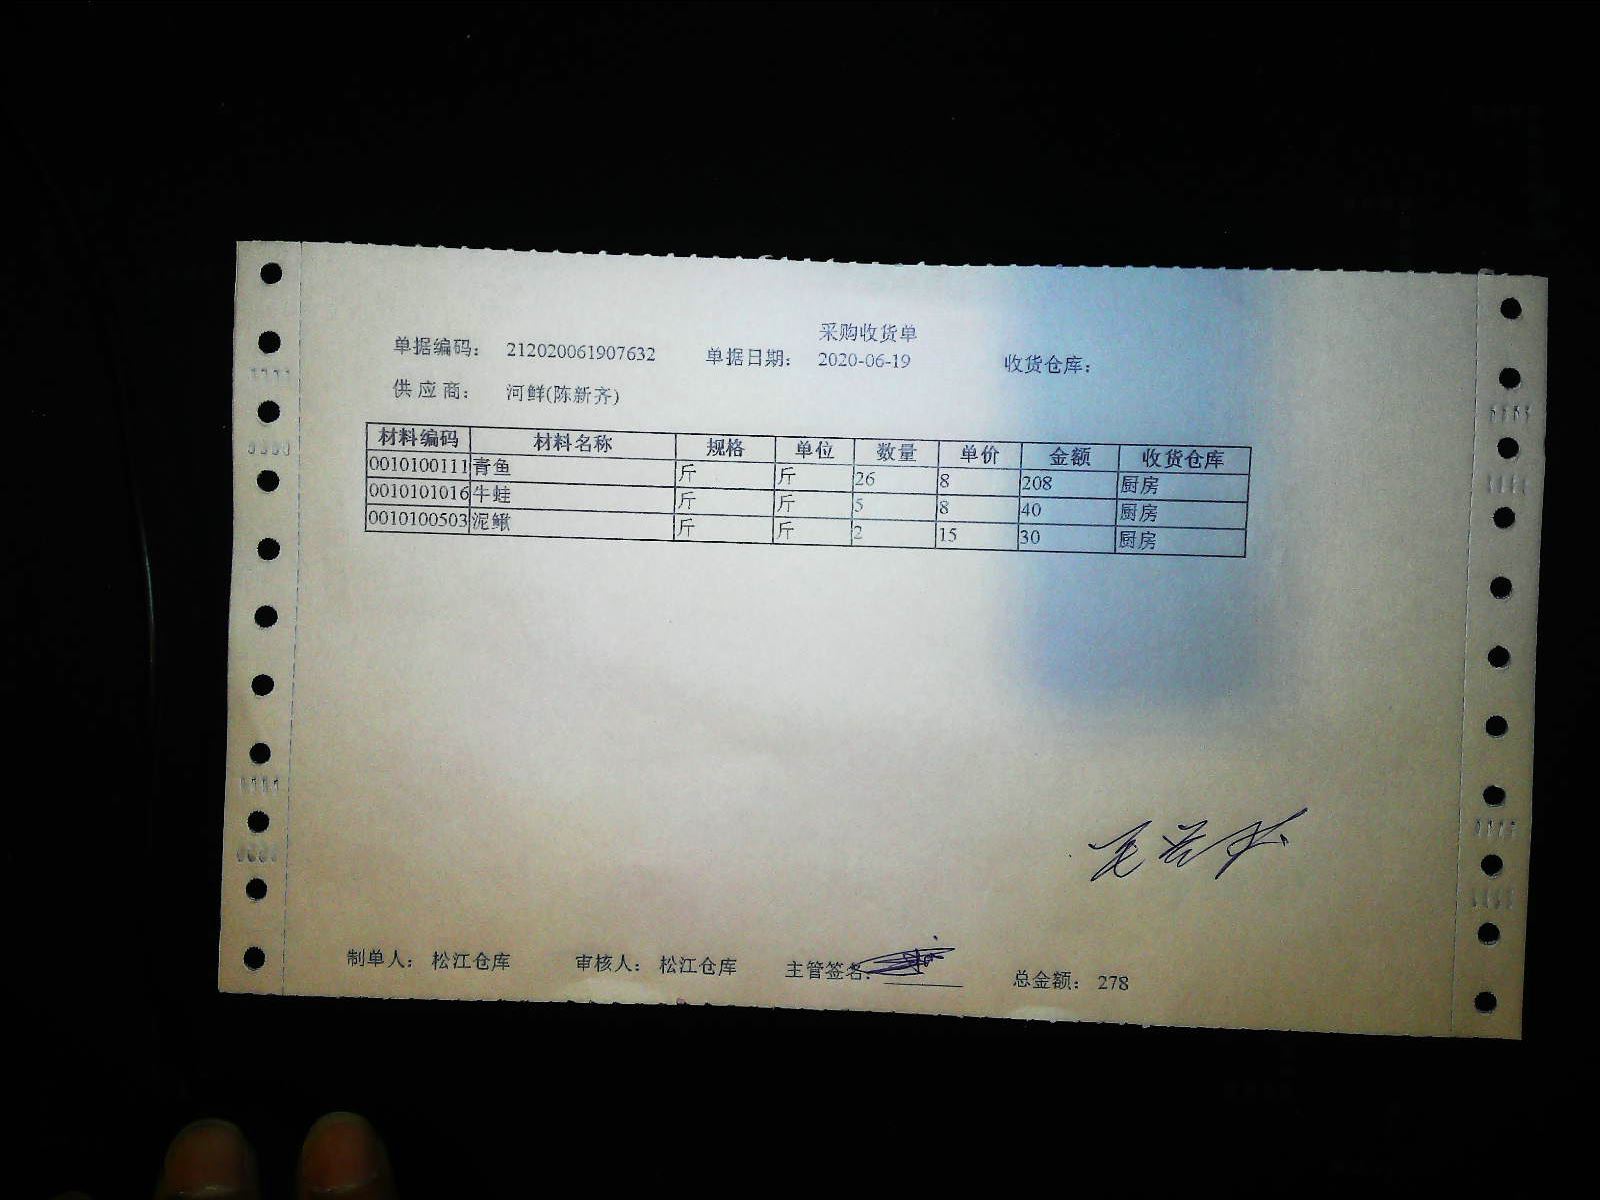 采购收货单
单据编码： 212020061907632 单据日期： 2020-06-19 收货仓库：
供 应 商： 河鲜(陈新齐)
材料编码 材料名称 规格 单位 数量 单价 金额 收货仓库
0010100111 青鱼 斤 斤 26 8 208 厨房
0010101016 牛蛙 斤 斤 5 8 40 厨房
0010100503 泥鳅 斤 斤 2 15 30 厨房
制单人： 松江仓库 审核人： 松江仓库 主管签名: 总金额： 278